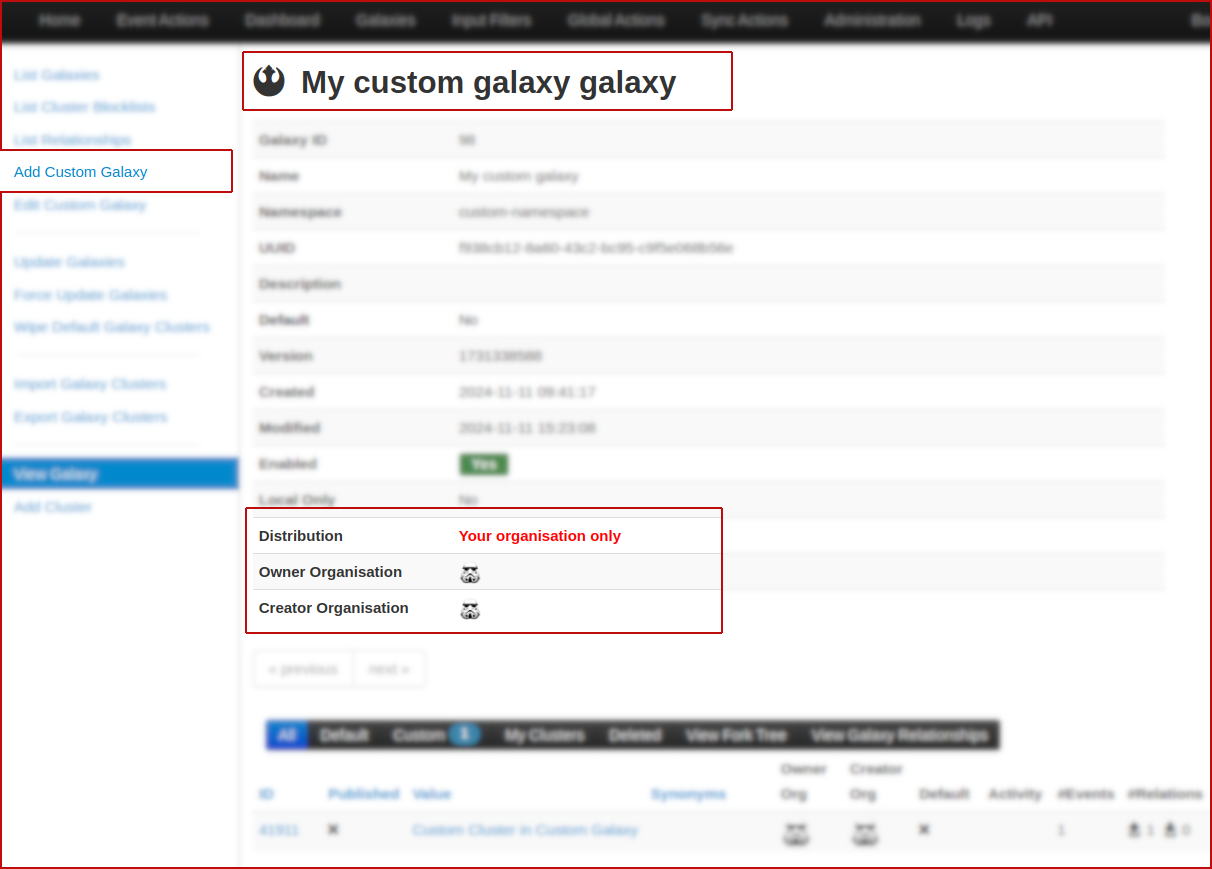 Home Event Actions Dashboard Galaxies Input Filters Global Actions Sync Actions Administration Logs API
List Galaxies
List Cluster Blocklists
List Relationships
Add Custom Galaxy
Edit Custom Galaxy
Update Galaxies
Force Update Galaxies
Wipe Default Galaxy Clusters
Import Galaxy Clusters
Export Galaxy Clusters
View Galaxy
Add Cluster
My custom galaxy galaxy
Galaxy ID 98
Name My custom galaxy
Namespace custom-namespace
UUID
Description
Default No
Version 1731338588
Created 2024-11-11 09:41:17
Modified 2024-11-11 15:23:08
Enabled Yes
Local Only No
Distribution Your organisation only
Owner Organisation
Creator Organisation
« previous next »
All Default Custom 1 My Clusters Deleted View Fork Tree View Galaxy Relationships
ID Published Value Synonyms Owner Org Creator Org Default Activity #Events #Relations
41911 Custom Cluster in Custom Galaxy 1 1 0